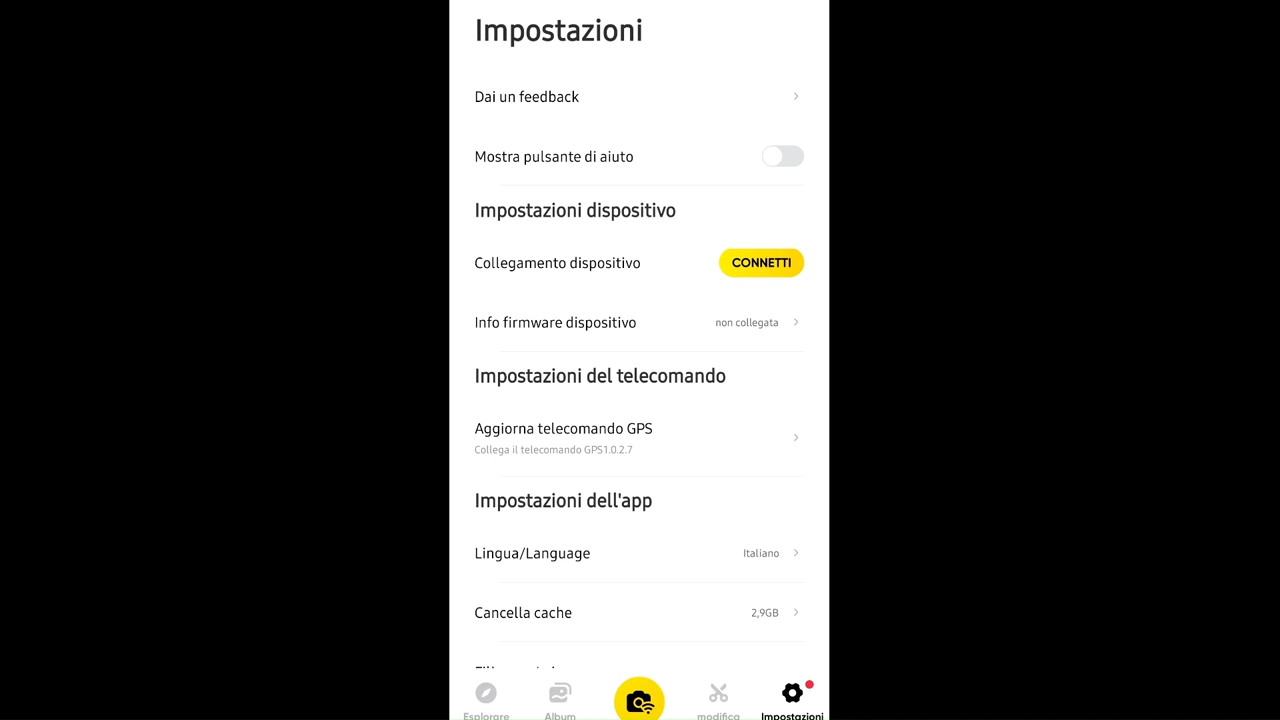 Impostazioni
Dai un feedback
Mostra pulsante di aiuto
Impostazioni dispositivo
Collegamento dispositivo CONNETTI
Info firmware dispositivo non collegata
Impostazioni del telecomando
Aggiorna telecomando GPS
Collega il telecomando GPS1.0.2.7
Impostazioni dell'app
Lingua/Language Italiano
Cancella cache 2,9GB
Esplorare Album modifica Impostazioni